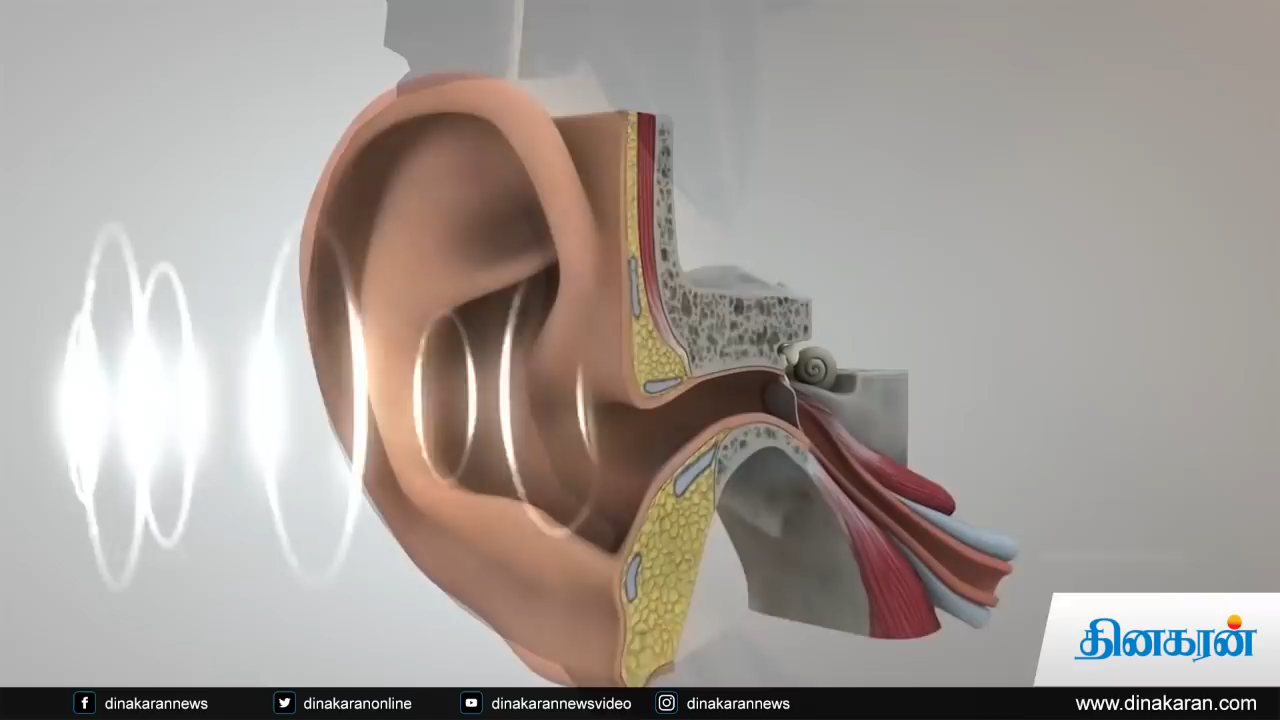 தினகரன்
dinakarannews
dinakaranonline
dinakarannewsvideo
dinakarannews
www.dinakaran.com